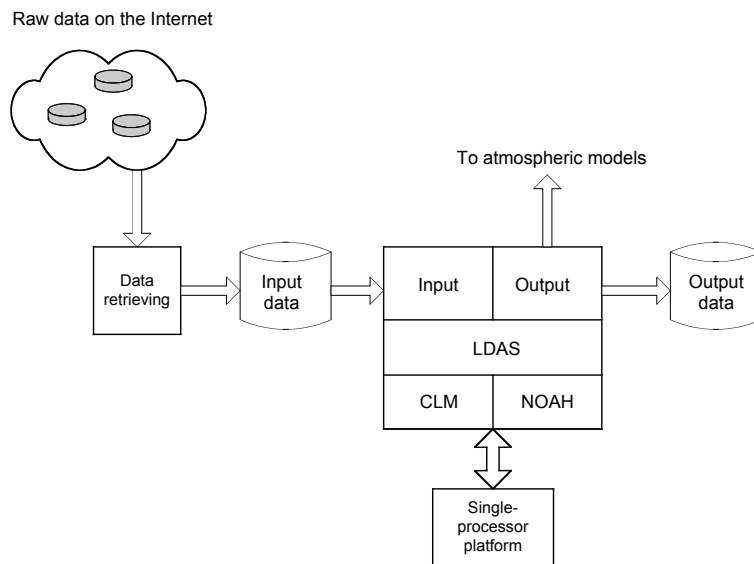 Raw data on the Internet
To atmospheric models
Data
retrieving
Input
data
Input
Output
Output
data
LDAS
CLM
NOAH
Single-
processor
platform